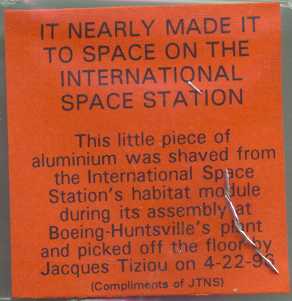 IT NEARLY MADE IT
TO SPACE ON THE
INTERNATIONAL
SPACE STATION
This little piece of
aluminium was shaved from
the International Space
Station's habitat module
during its assembly at
Boeing-Huntsville's plant
and picked off the floor by
Jacques Tiziou on 4-22-96
(Compliments of JTNS)